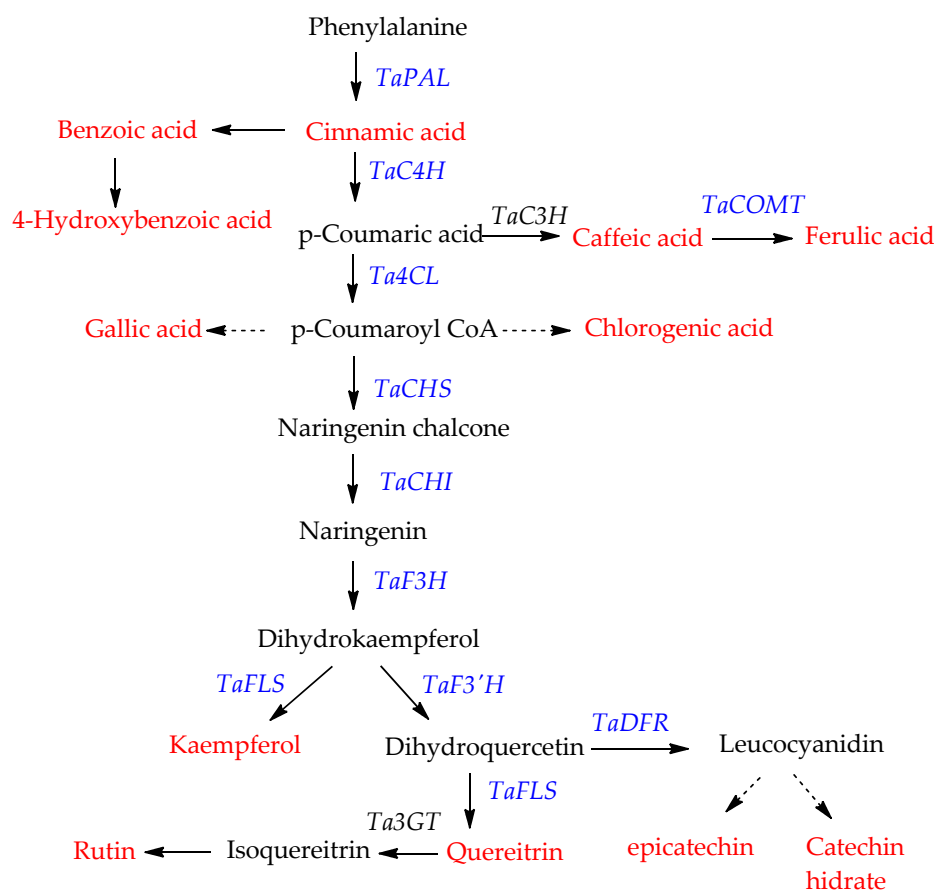 Phenylalanine
TaPAL
Benzoic acid
Cinnamic acid
TaC4H
4-Hydroxybenzoic acid
p-Coumaric acid
TaC3H
Caffeic acid
TaCOMT
Ferulic acid
Ta4CL
Gallic acid
p-Coumaroyl CoA
Chlorogenic acid
TaCHS
Naringenin chalcone
TaCHI
Naringenin
TaF3H
Dihydrokaempferol
TaFLS
TaF3'H
Kaempferol
Dihydroquercetin
TaDFR
Leucocyanidin
TaFLS
Ta3GT
Rutin
Isoquereitrin
Quereitrin
epicatechin
Catechin
hidrate